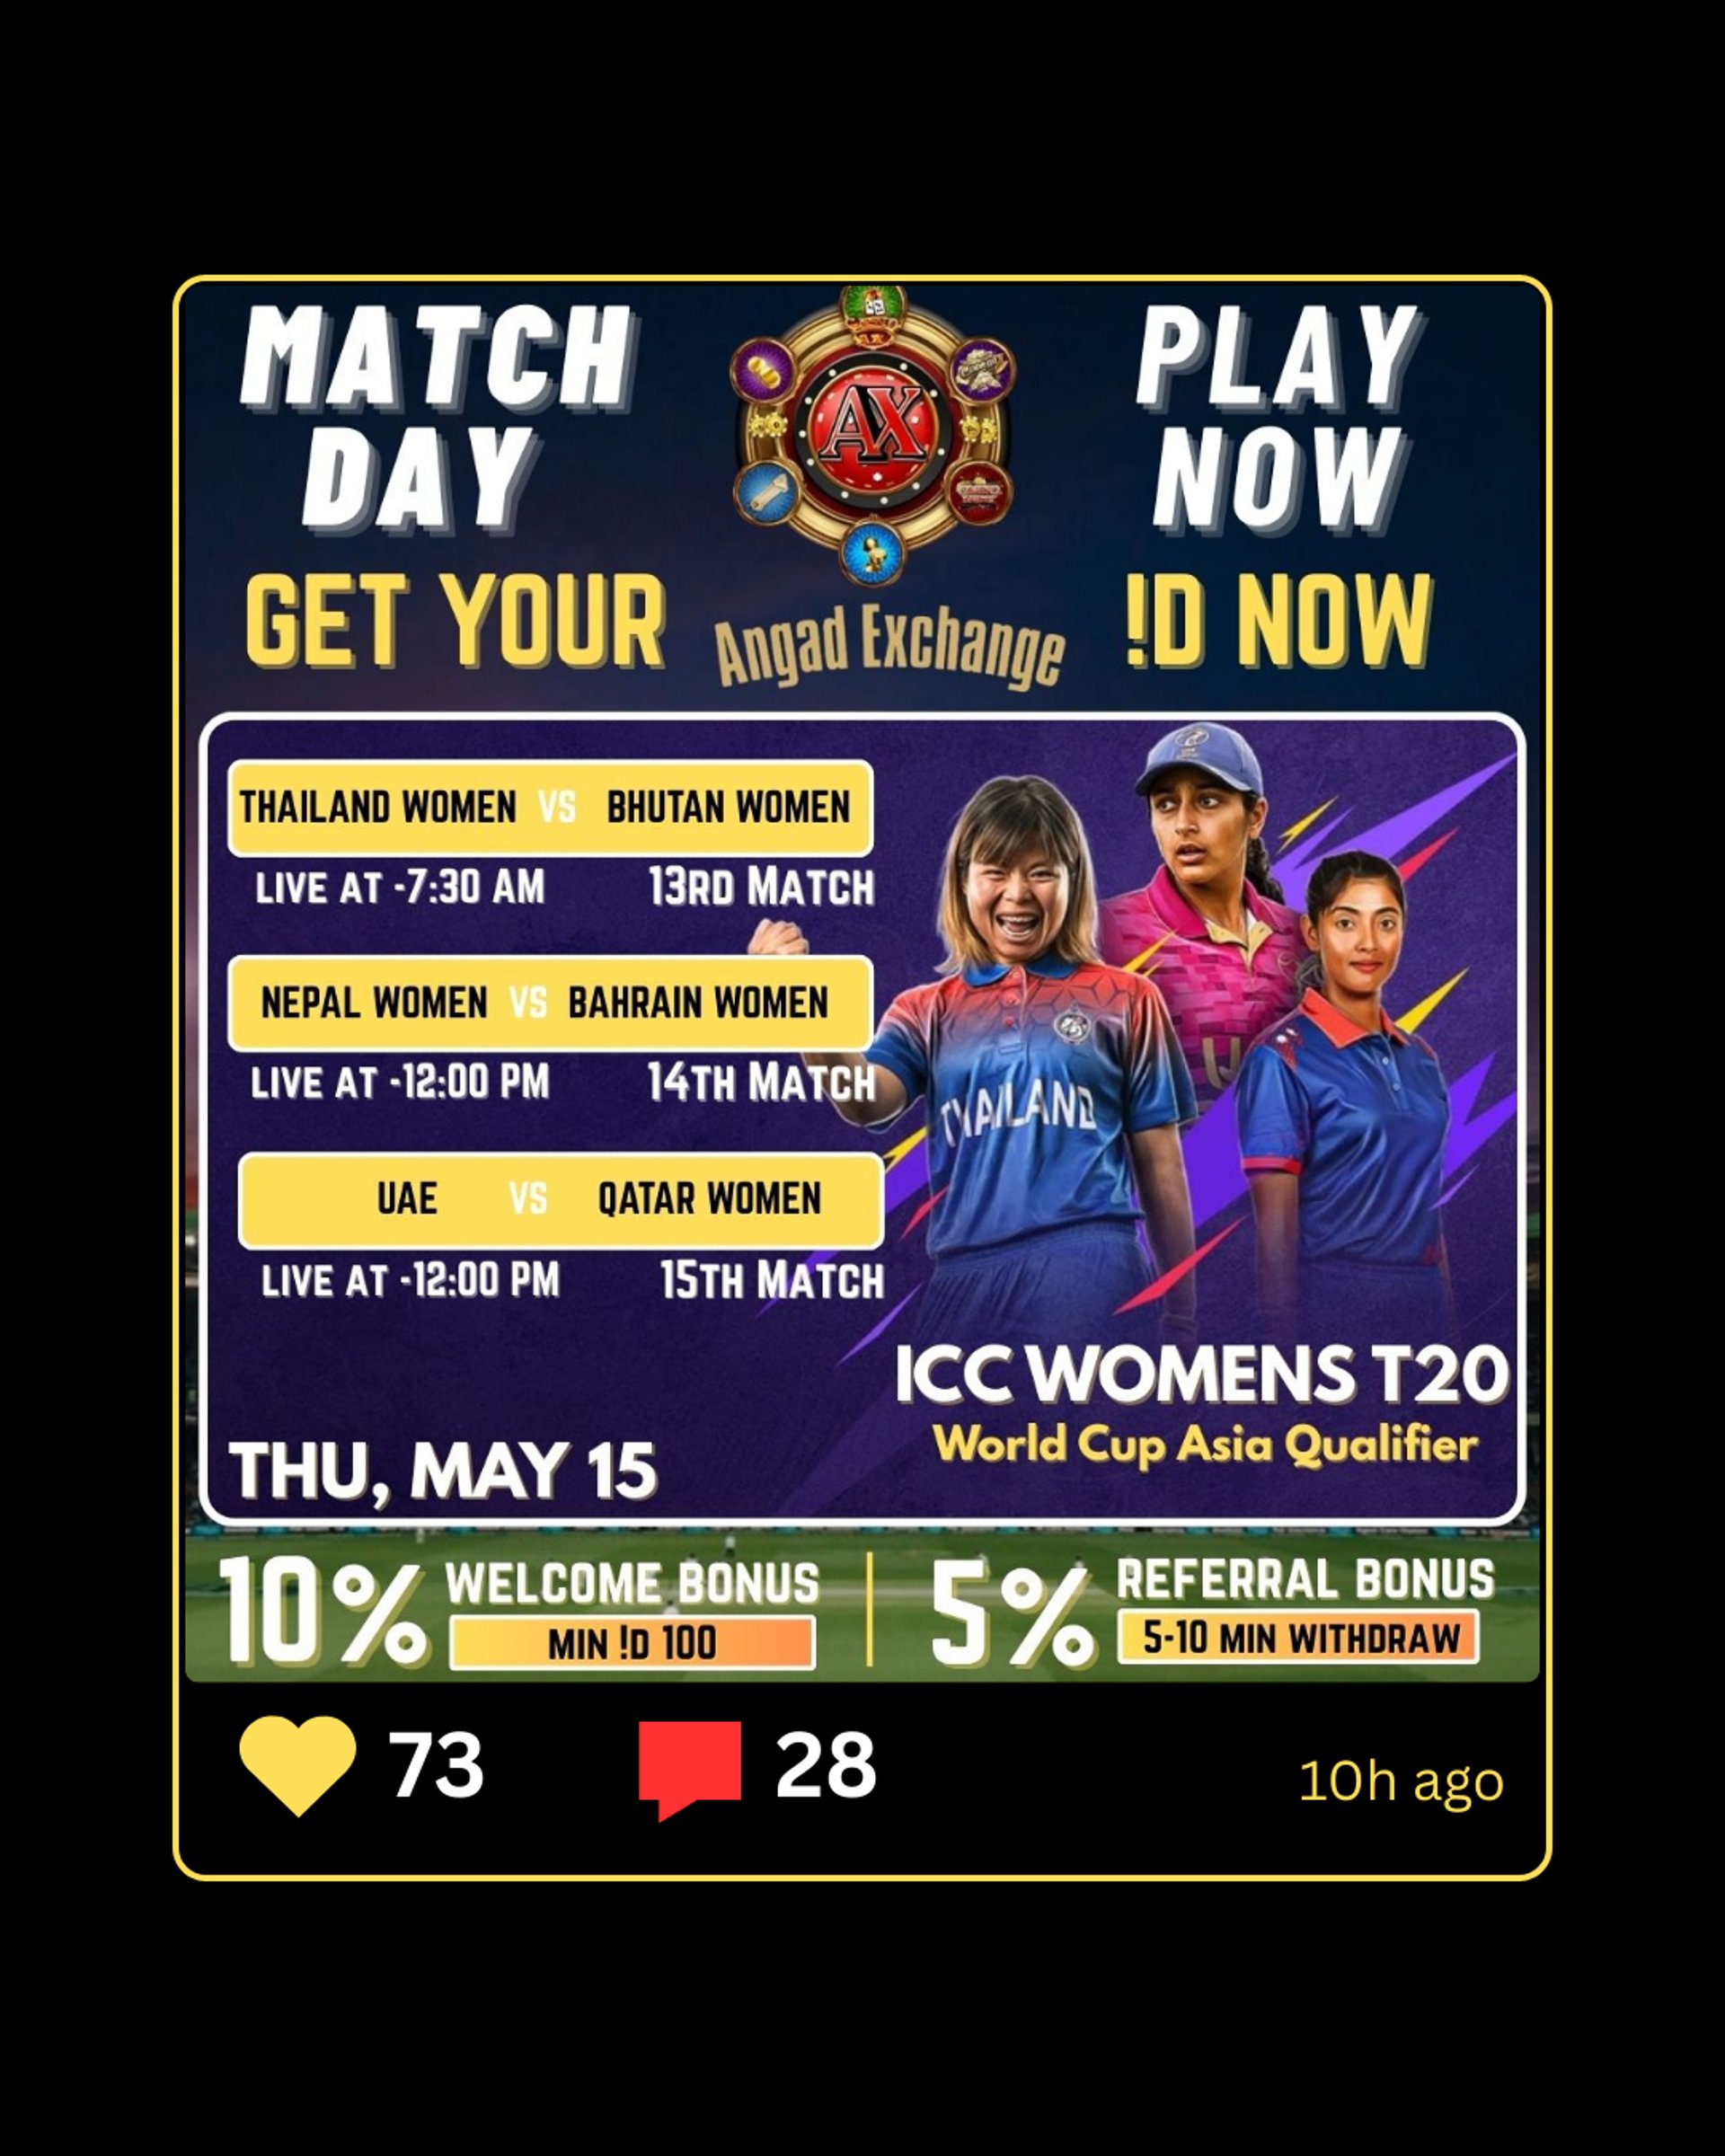 MATCH
DAY
GET YOUR
AX
Angad Exchange
PLAY
NOW
!D NOW
THAILAND WOMEN VS BHUTAN WOMEN
LIVE AT -7:30 AM 13RD MATCH
NEPAL WOMEN VS BAHRAIN WOMEN
LIVE AT -12:00 PM 14TH MATCH
UAE VS QATAR WOMEN
LIVE AT -12:00 PM 15TH MATCH
THAILAND
ICC WOMENS T20
World Cup Asia Qualifier
THU, MAY 15
10% WELCOME BONUS
MIN !D 100
5% REFERRAL BONUS
5-10 MIN WITHDRAW
73 28 10h ago